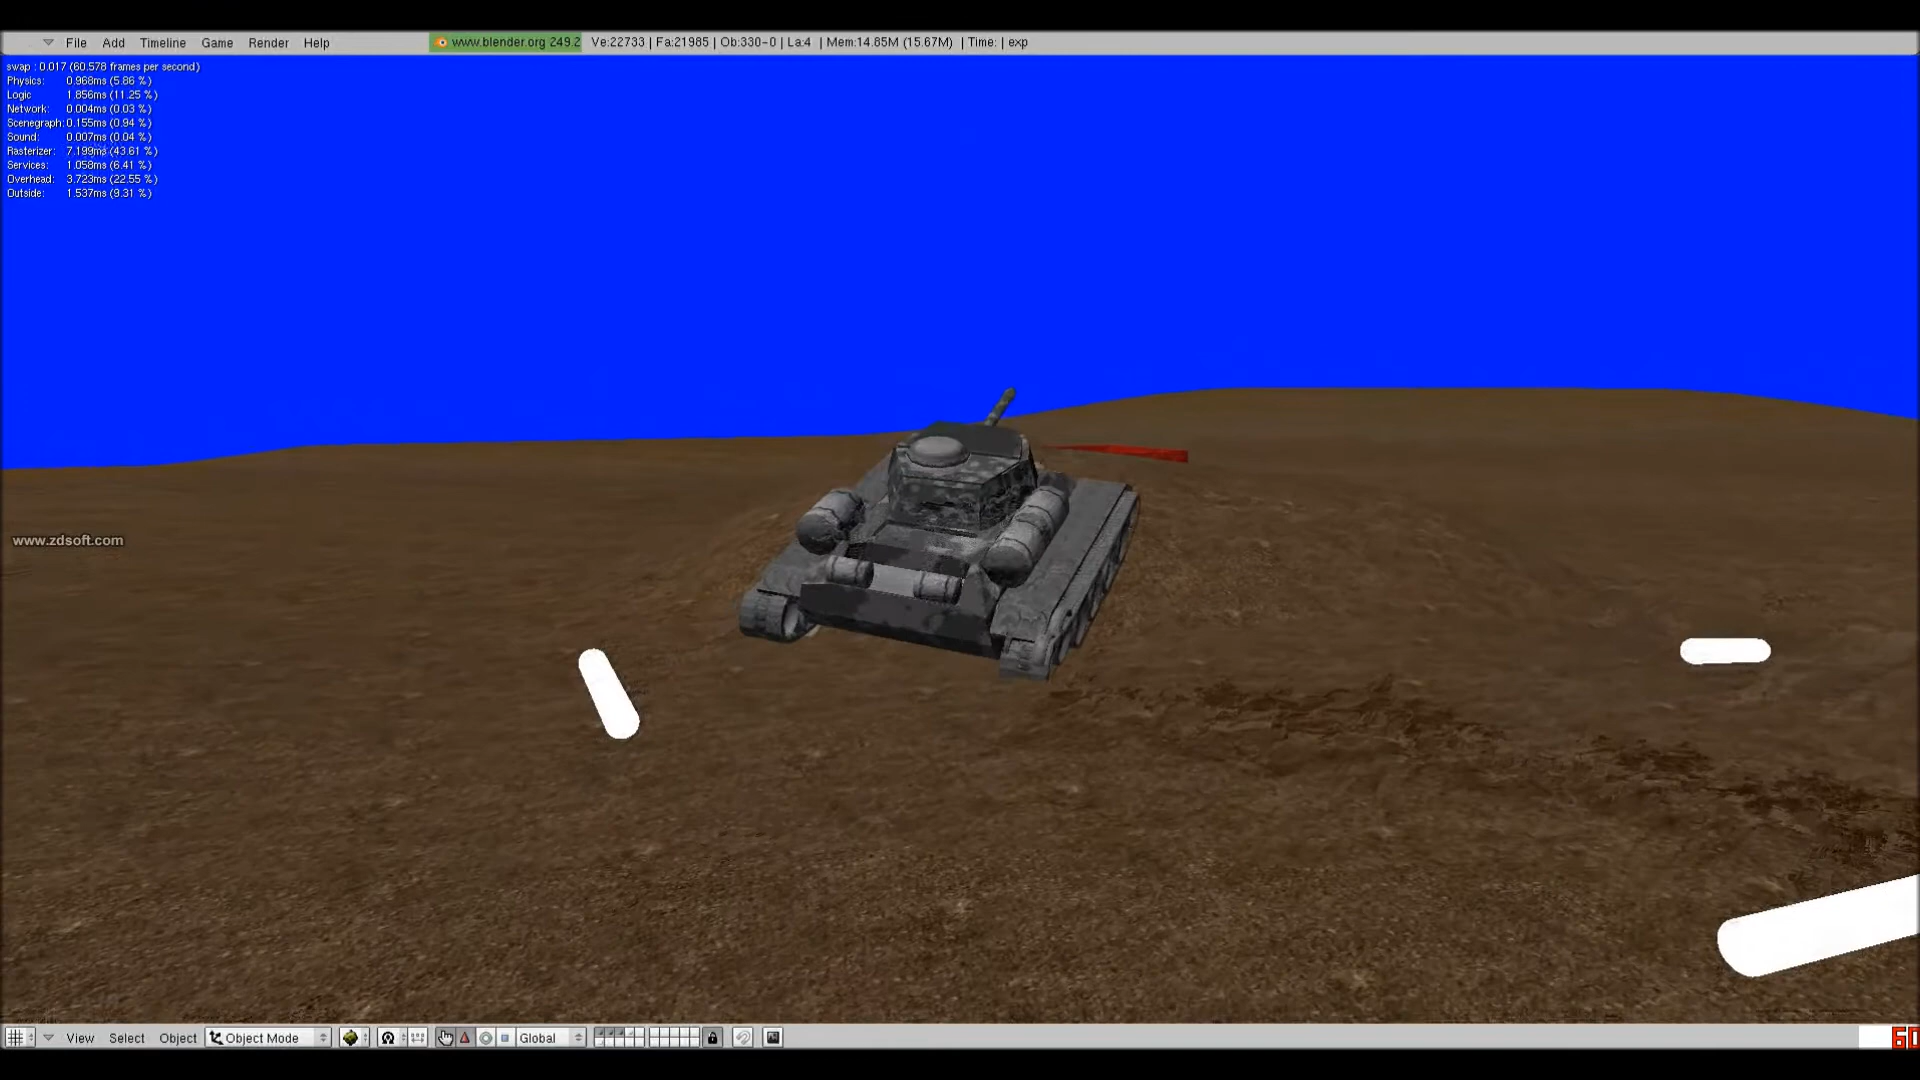 File Add Timeline Game Render Help www.blender.org 249.2 Ve:22733 | Fa:21985 | Ob:330-0 | La:4 | Mem:14.85M (15.67M) | Time: | exp
swap : 0.017 (60.578 frames per second)
Physics: 0.968ms (5.86 %)
Logic 1.856ms (11.25 %)
Network: 0.004ms (0.03 %)
Scenegraph: 0.155ms (0.94 %)
Sound: 0.007ms (0.04 %)
Rasterizer: 7.199ms (43.61 %)
Services: 1.058ms (6.41 %)
Overhead: 3.723ms (22.55 %)
Outside: 1.537ms (9.31 %)
www.zdsoft.com
View Select Object Object Mode Global 60